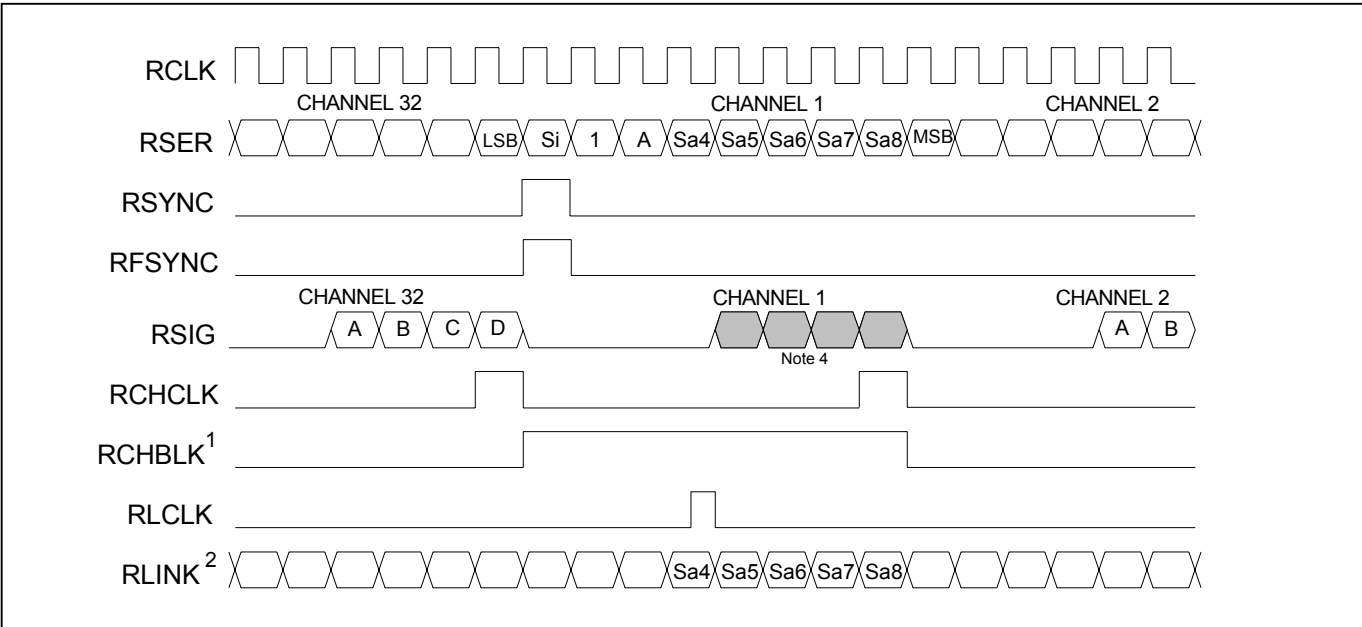 RCLK
CHANNEL 32 CHANNEL 1 CHANNEL 2
RSER LSB Si 1 A Sa4 Sa5 Sa6 Sa7 Sa8 MSB
RSYNC
RFSYNC
CHANNEL 32 CHANNEL 1 CHANNEL 2
RSIG A B C D A B
Note 4
RCHCLK
RCHBLK1
RLCLK
RLINK2 Sa4 Sa5 Sa6 Sa7 Sa8